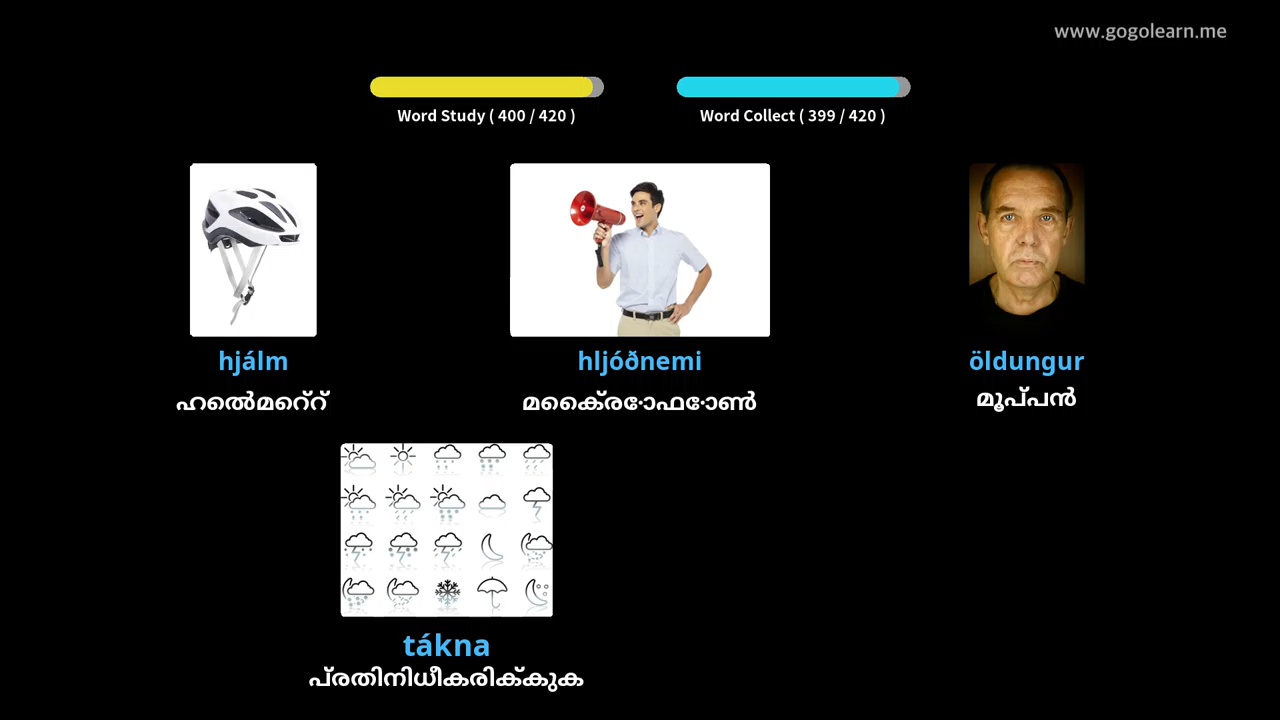 www.gogolearn.me
Word Study ( 400 / 420 )
Word Collect ( 399 / 420 )
hjálm
hljóðnemi
öldungur
ഹെൽമെറ്റ്
മൈക്രോഫോൺ
മൂപ്പൻ
tákna
പ്രതിനിധീകരിക്കുക